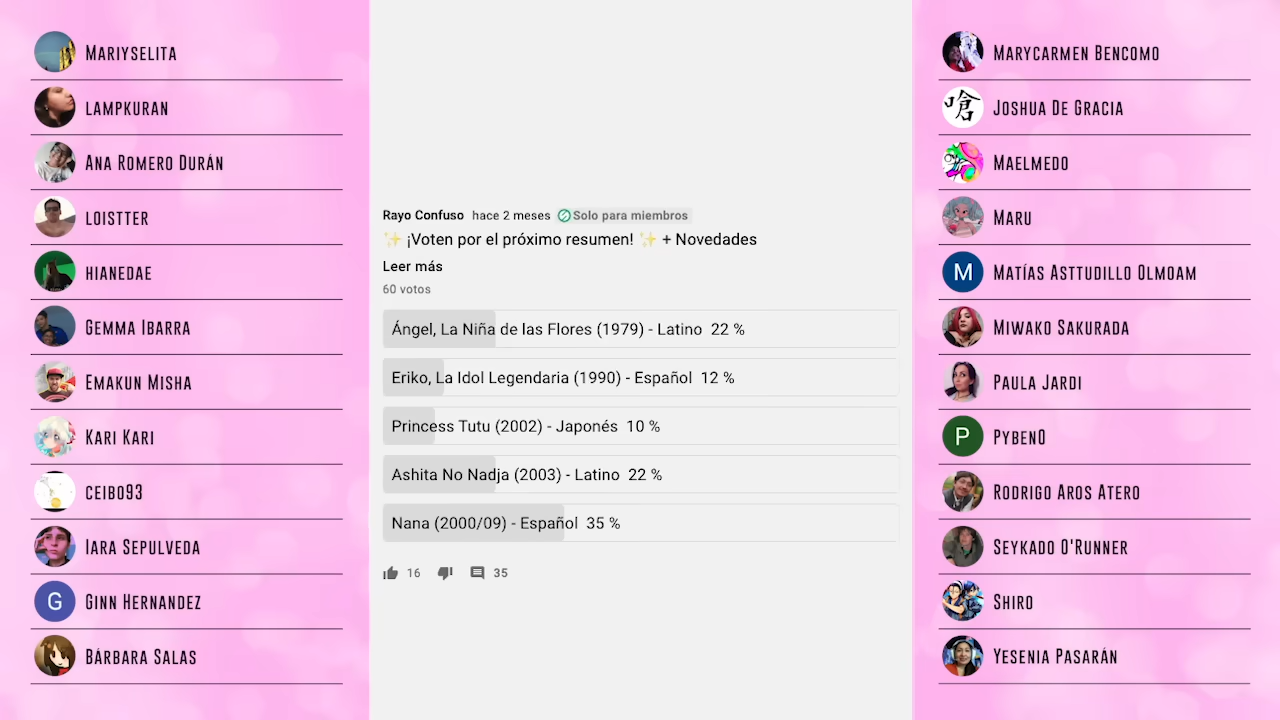 MARIYSELITA
LAMPKURAN
ANA ROMERO DURÁN
LOISTTER
HIANEDAE
GEMMA IBARRA
EMAKUN MISHA
KARI KARI
CEIBO93
IARA SEPULVEDA
G
GINN HERNANDEZ
BÁRBARA SALAS
Rayo Confuso hace 2 meses Solo para miembros
✨ ¡Voten por el próximo resumen! ✨ + Novedades
Leer más
60 votos
Ángel, La Niña de las Flores (1979) - Latino 22 %
Eriko, La Idol Legendaria (1990) - Español 12 %
Princess Tutu (2002) - Japonés 10 %
Ashita No Nadja (2003) - Latino 22 %
Nana (2000/09) - Español 35 %
16 35
MARYCARMEN BENCOMO
嗆
JOSHUA DE GRACIA
MAELMEDO
MARU
M
MATÍAS ASTTUDILLO OLMOAM
MIWAKO SAKURADA
PAULA JARDI
P
PYBEN0
RODRIGO AROS ATERO
SEYKADO O'RUNNER
SHIRO
YESENIA PASARÁN